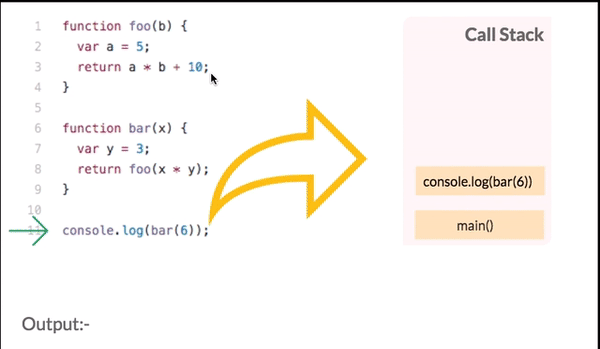 1 function foo(b) {
2 var a = 5;
3 return a * b + 10;
4 }
5
6 function bar(x) {
7 var y = 3;
8 return foo(x * y);
9 }
10
11 console.log(bar(6));
Call Stack
console.log(bar(6))
main()
Output:-